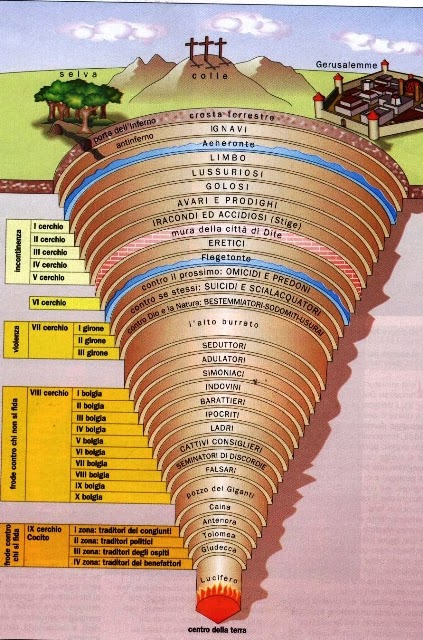 selva
colle
Gerusalemme
porta dell'inferno
crosta terrestre
antinferno
IGNAVI
Acheronte
LIMBO
LUSSURIOSI
GOLOSI
AVARI E PRODIGHI
IRACONDI ED ACCIDIOSI (Stige)
mura della città di Dite
ERETICI
Flegetonte
contro il prossimo: OMICIDI E PREDONI
contro se stessi: SUICIDI E SCIALACQUATORI
contro Dio e la Natura: BESTEMMIATORI-SODOMITI-USURAI
l'alto burrato
SEDUTTORI
ADULATORI
SIMONIACI
INDOVINI
BARATTIERI
IPOCRITI
LADRI
CATTIVI CONSIGLIERI
SEMINATORI DI DISCORDIE
FALSARI
pozzo dei Giganti
Caina
Antenora
Tolomea
Giudecca
Lucifero
centro della terra
incontinenza
I cerchio
II cerchio
III cerchio
IV cerchio
V cerchio
VI cerchio
violenza
VII cerchio
I girone
II girone
III girone
frode contro chi non si fida
VIII cerchio
I bolgia
II bolgia
III bolgia
IV bolgia
V bolgia
VI bolgia
VII bolgia
VIII bolgia
IX bolgia
X bolgia
frode contro
chi si fida
IX cerchio
Cocito
I zona: traditori dei congiunti
II zona: traditori politici
III zona: traditori degli ospiti
IV zona: traditori dei benefattori